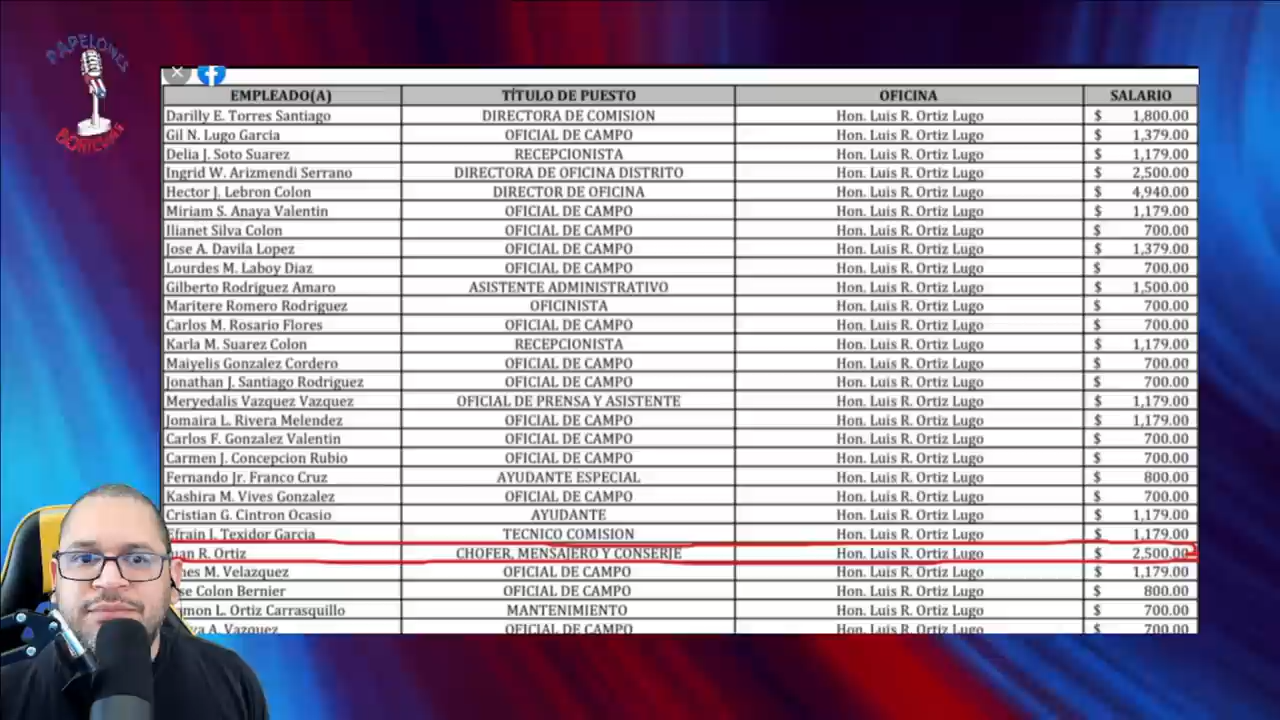 PAPELONES
BORICUAS
EMPLEADO(A) TÍTULO DE PUESTO OFICINA SALARIO
Darilly E. Torres Santiago DIRECTORA DE COMISION Hon. Luis R. Ortiz Lugo $ 1,800.00
Gil N. Lugo Garcia OFICIAL DE CAMPO Hon. Luis R. Ortiz Lugo $ 1,379.00
Delia J. Soto Suarez RECEPCIONISTA Hon. Luis R. Ortiz Lugo $ 1,179.00
Ingrid W. Arizmendi Serrano DIRECTORA DE OFICINA DISTRITO Hon. Luis R. Ortiz Lugo $ 2,500.00
Hector J. Lebron Colon DIRECTOR DE OFICINA Hon. Luis R. Ortiz Lugo $ 4,940.00
Miriam S. Anaya Valentin OFICIAL DE CAMPO Hon. Luis R. Ortiz Lugo $ 1,179.00
Ilianet Silva Colon OFICIAL DE CAMPO Hon. Luis R. Ortiz Lugo $ 700.00
Jose A. Davila Lopez OFICIAL DE CAMPO Hon. Luis R. Ortiz Lugo $ 1,379.00
Lourdes M. Laboy Diaz OFICIAL DE CAMPO Hon. Luis R. Ortiz Lugo $ 700.00
Gilberto Rodriguez Amaro ASISTENTE ADMINISTRATIVO Hon. Luis R. Ortiz Lugo $ 1,500.00
Maritere Romero Rodriguez OFICINISTA Hon. Luis R. Ortiz Lugo $ 700.00
Carlos M. Rosario Flores OFICIAL DE CAMPO Hon. Luis R. Ortiz Lugo $ 700.00
Karla M. Suarez Colon RECEPCIONISTA Hon. Luis R. Ortiz Lugo $ 1,179.00
Maiyelis Gonzalez Cordero OFICIAL DE CAMPO Hon. Luis R. Ortiz Lugo $ 700.00
Jonathan J. Santiago Rodriguez OFICIAL DE CAMPO Hon. Luis R. Ortiz Lugo $ 700.00
Meryedalis Vazquez Vazquez OFICIAL DE PRENSA Y ASISTENTE Hon. Luis R. Ortiz Lugo $ 1,179.00
Jomaira L. Rivera Melendez OFICIAL DE CAMPO Hon. Luis R. Ortiz Lugo $ 1,179.00
Carlos F. Gonzalez Valentin OFICIAL DE CAMPO Hon. Luis R. Ortiz Lugo $ 700.00
Carmen J. Concepcion Rubio OFICIAL DE CAMPO Hon. Luis R. Ortiz Lugo $ 700.00
Fernando Jr. Franco Cruz AYUDANTE ESPECIAL Hon. Luis R. Ortiz Lugo $ 800.00
Kashira M. Vives Gonzalez OFICIAL DE CAMPO Hon. Luis R. Ortiz Lugo $ 700.00
Cristian G. Cintron Ocasio AYUDANTE Hon. Luis R. Ortiz Lugo $ 1,179.00
Efrain I. Texidor Garcia TECNICO COMISION Hon. Luis R. Ortiz Lugo $ 1,179.00
R. Ortiz CHOFER, MENSAJERO Y CONSERJE Hon. Luis R. Ortiz Lugo $ 2,500.00
M. Velazquez OFICIAL DE CAMPO Hon. Luis R. Ortiz Lugo $ 1,179.00
Colon Bernier OFICIAL DE CAMPO Hon. Luis R. Ortiz Lugo $ 800.00
L. Ortiz Carrasquillo MANTENIMIENTO Hon. Luis R. Ortiz Lugo $ 700.00
A. Vazquez OFICIAL DE CAMPO Hon. Luis R. Ortiz Lugo $ 700.00